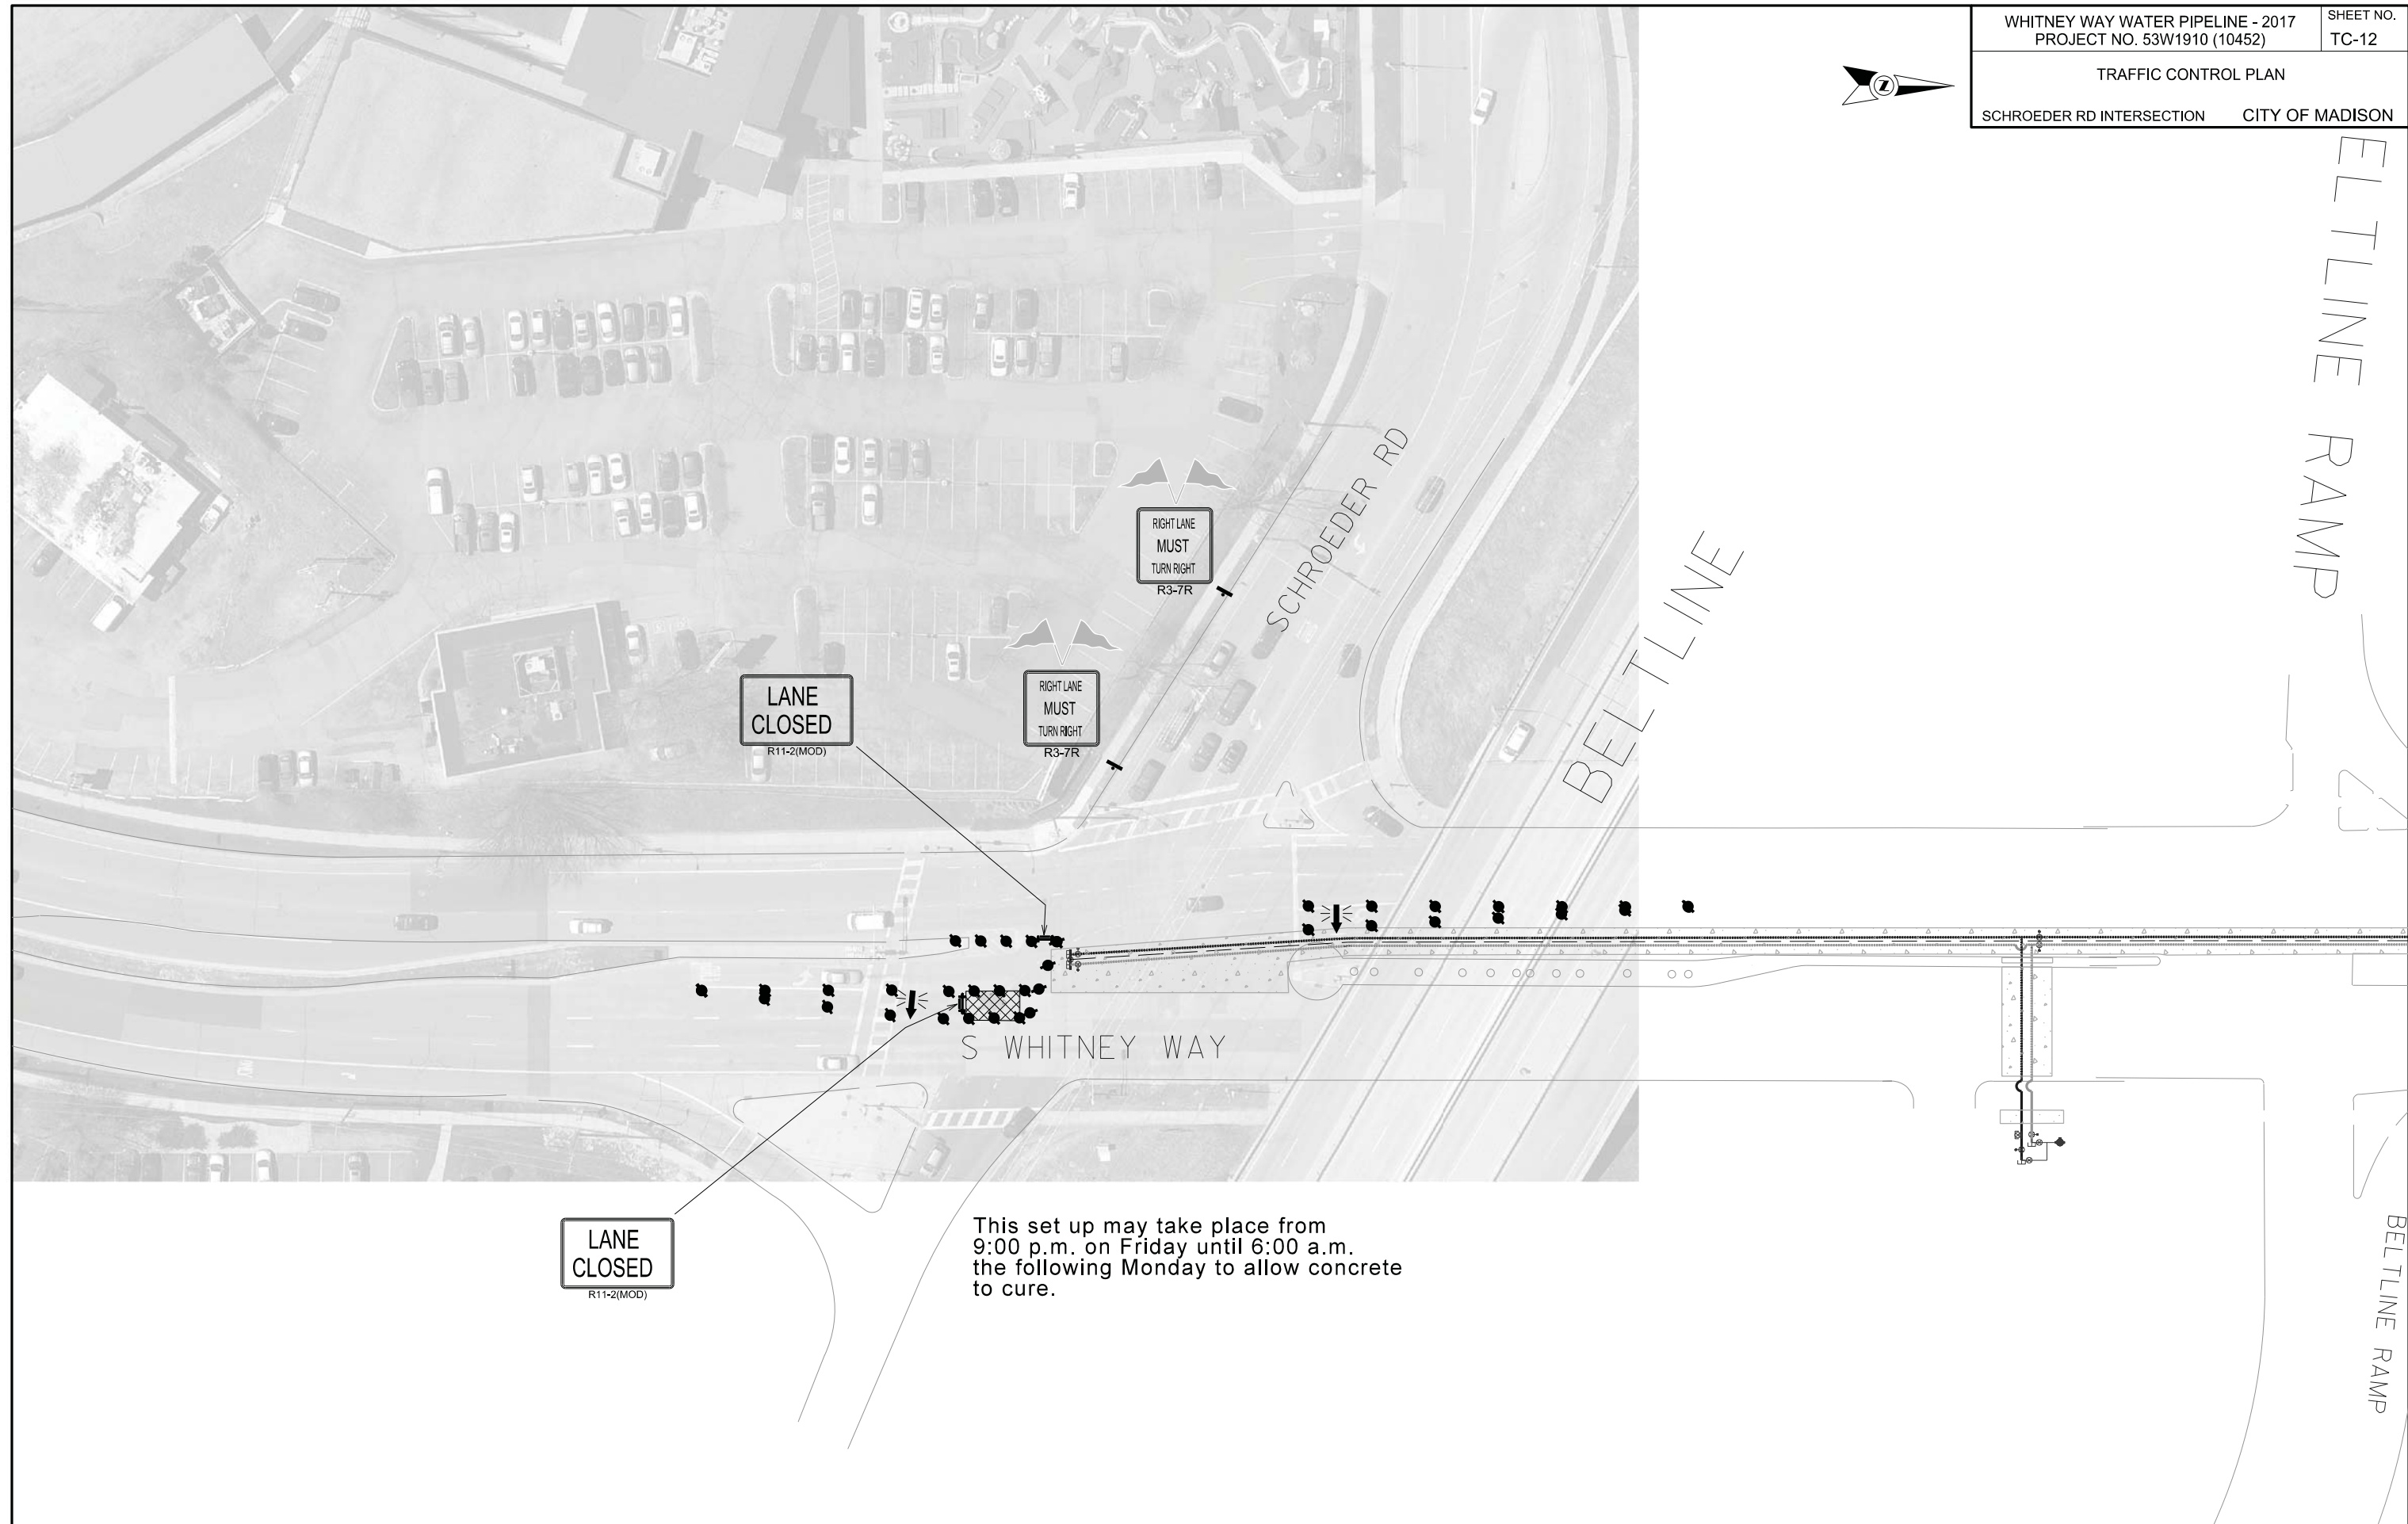 WHITNEY WAY WATER PIPELINE - 2017
PROJECT NO. 53W1910 (10452)
SHEET NO.
TC-12
TRAFFIC CONTROL PLAN
SCHROEDER RD INTERSECTION
CITY OF MADISON
Z
ELTLINE RAMP
SCHROEDER RD
BELTLINE
RIGHT LANE
MUST
TURN RIGHT
R3-7R
RIGHT LANE
MUST
TURN RIGHT
R3-7R
LANE
CLOSED
R11-2(MOD)
S WHITNEY WAY
LANE
CLOSED
R11-2(MOD)
This set up may take place from
9:00 p.m. on Friday until 6:00 a.m.
the following Monday to allow concrete
to cure.
BELTLINE RAMP